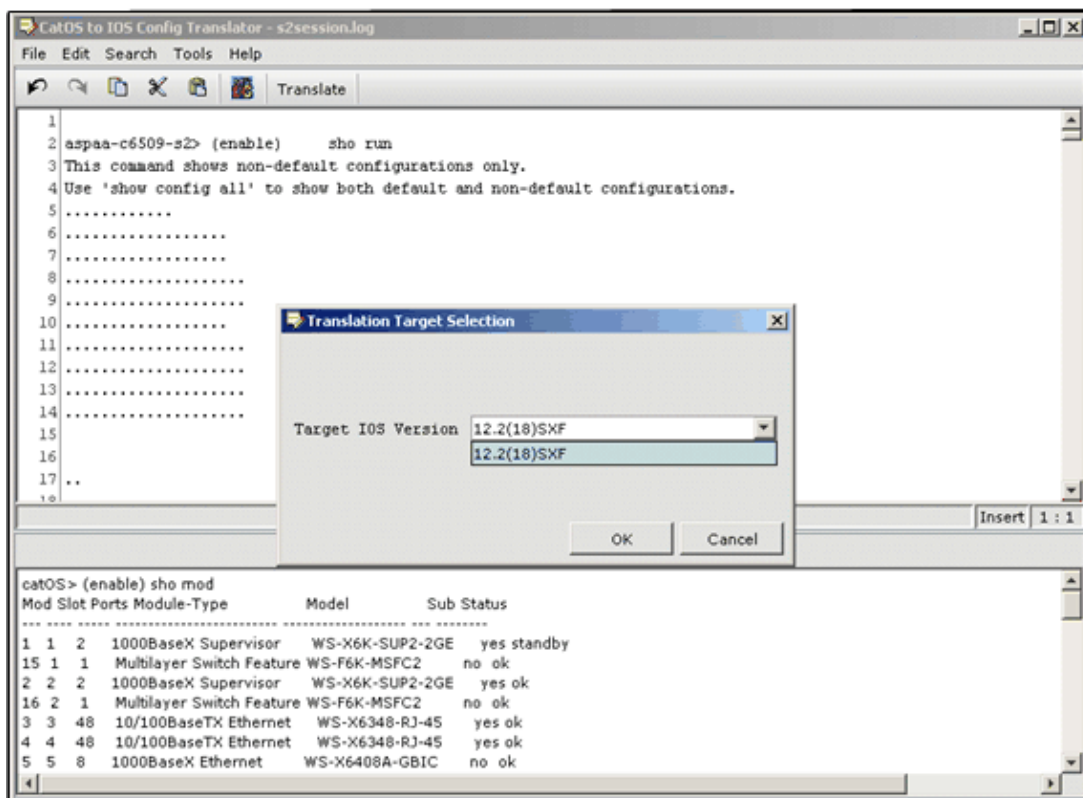 CatOS to IOS Config Translator - s2session.log
File Edit Search Tools Help
Translate
1
2 aspaa-c6509-s2> (enable) sho run
3 This command shows non-default configurations only.
4 Use 'show config all' to show both default and non-default configurations.
5 ............
6 ..................
7 ..................
8 ....................
9 ....................
10 ..................
11 ....................
12 ....................
13 ....................
14 ....................
15
16
17 ..
18
Translation Target Selection
Target IOS Version 12.2(18)SXF
12.2(18)SXF
OK Cancel
Insert 1 : 1
catOS> (enable) sho mod
Mod Slot Ports Module-Type Model Sub Status
--- ---- ----- ------------------------- ------------------- --- --------
1 1 2 1000BaseX Supervisor WS-X6K-SUP2-2GE yes standby
15 1 1 Multilayer Switch Feature WS-F6K-MSFC2 no ok
2 2 2 1000BaseX Supervisor WS-X6K-SUP2-2GE yes ok
16 2 1 Multilayer Switch Feature WS-F6K-MSFC2 no ok
3 3 48 10/100BaseTX Ethernet WS-X6348-RJ-45 yes ok
4 4 48 10/100BaseTX Ethernet WS-X6348-RJ-45 yes ok
5 5 8 1000BaseX Ethernet WS-X6408A-GBIC no ok